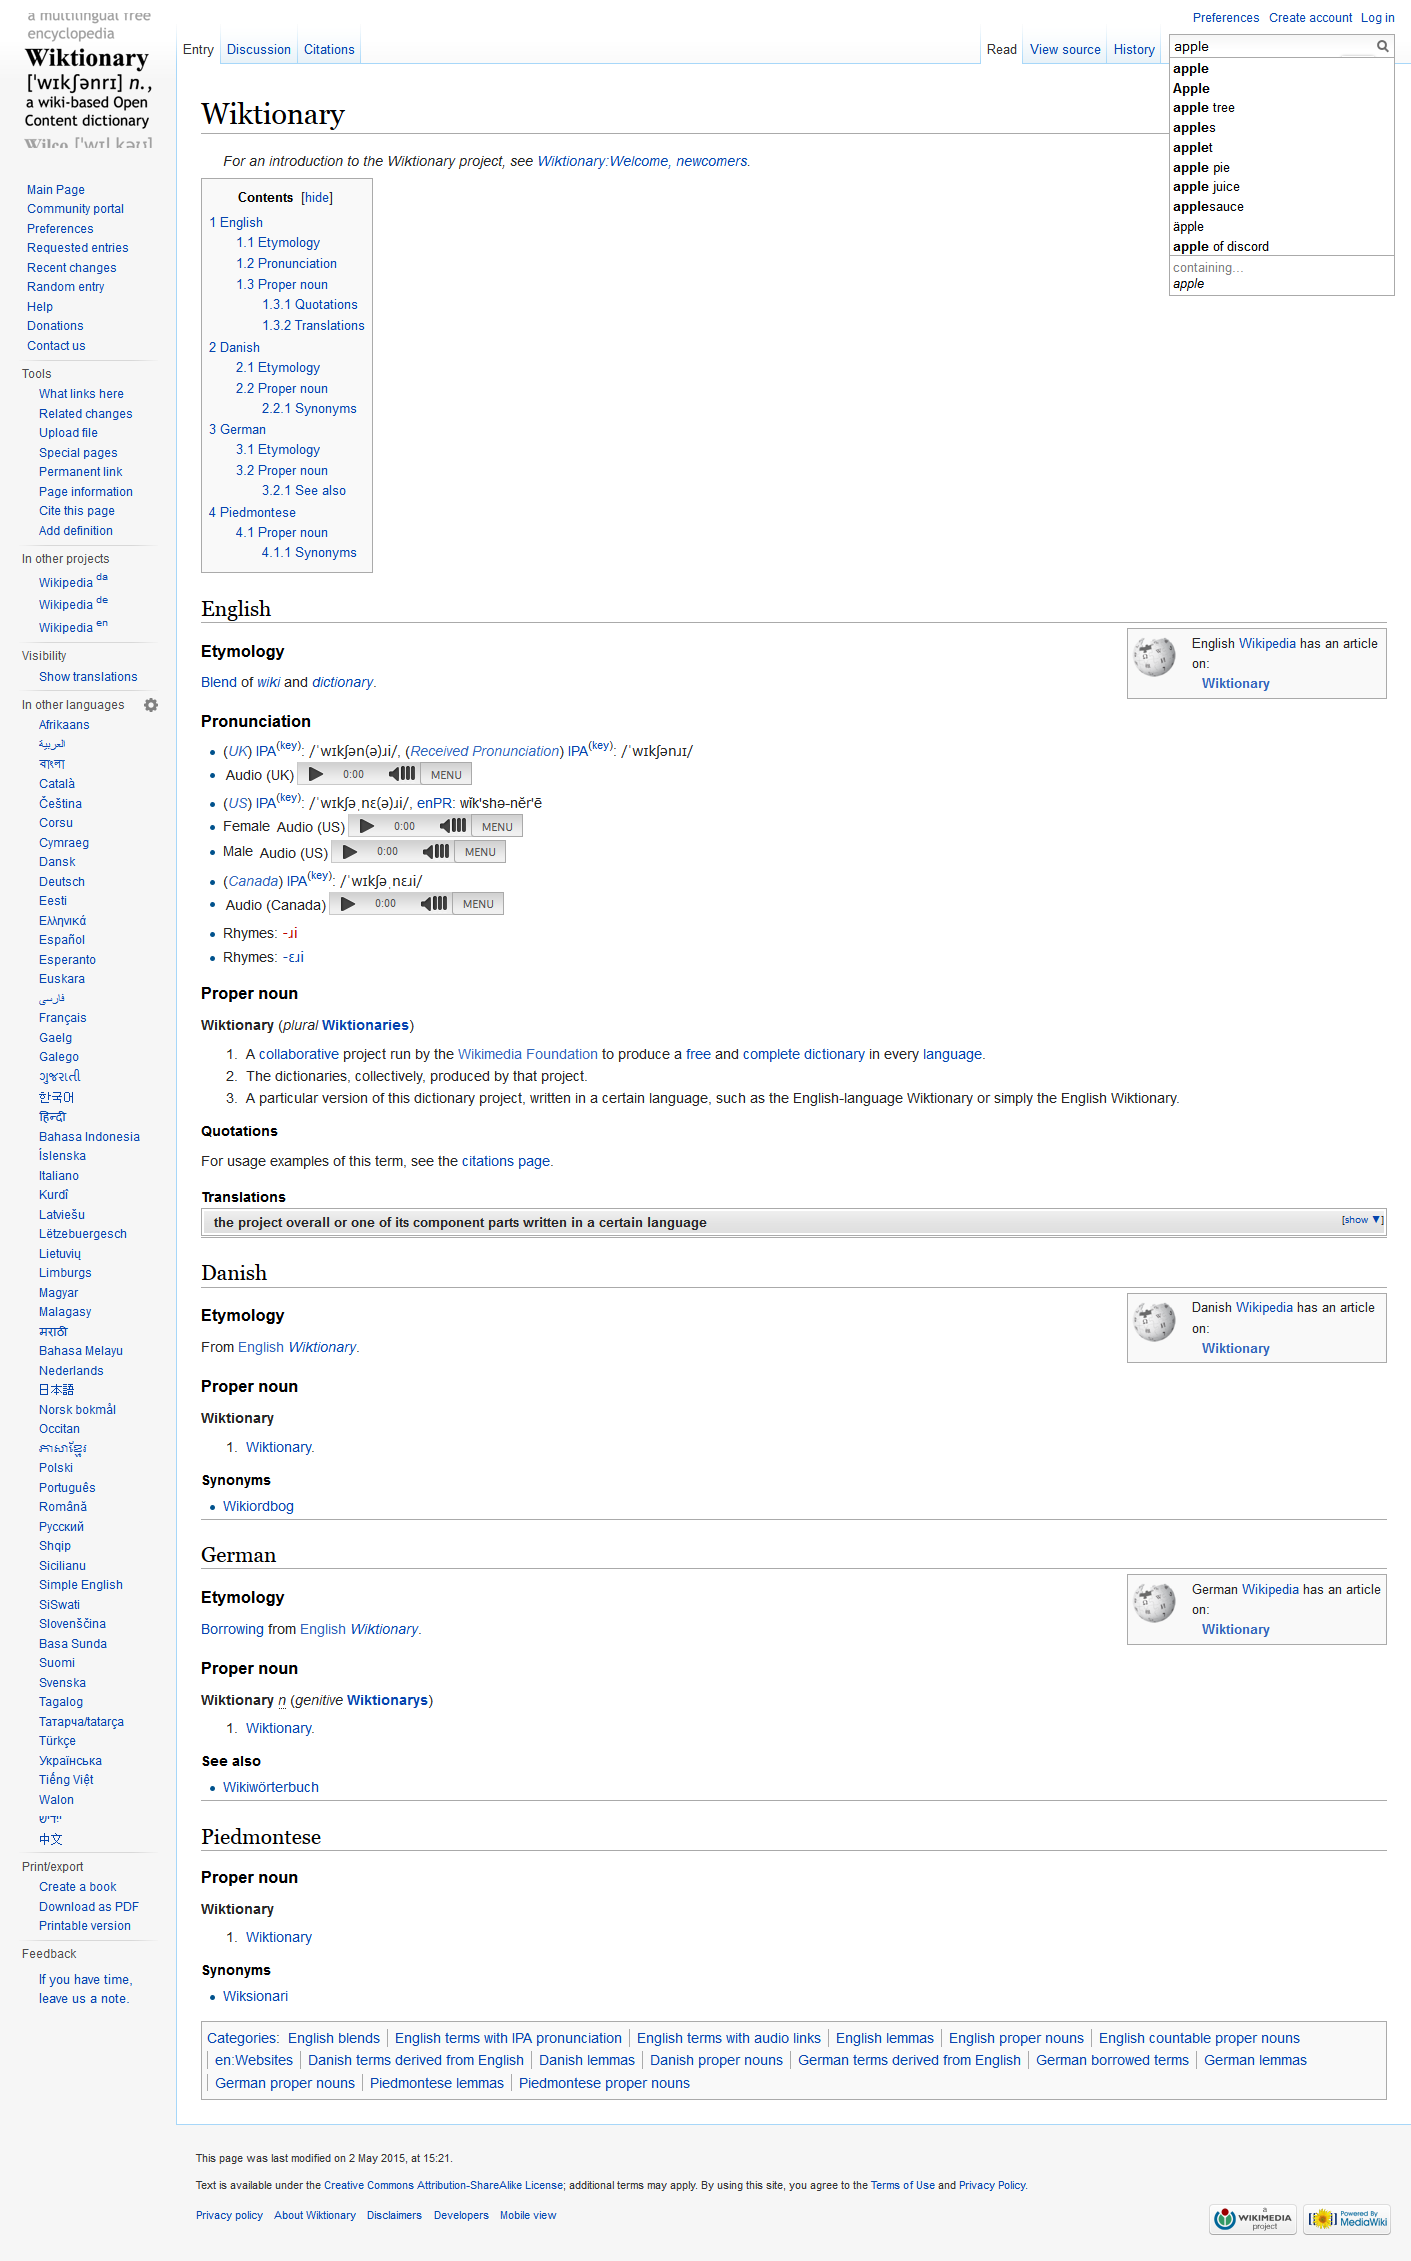 a multilingual free
encyclopedia
Wiktionary
['wɪkʃənrɪ] n.,
a wiki-based Open
Content dictionary
Wilco ['wɪl kəʊ]
Preferences Create account Log in
Entry Discussion Citations Read View source History
apple
apple
Apple
apple tree
apples
applet
apple pie
apple juice
applesauce
äpple
apple of discord
containing...
apple
Main Page
Community portal
Preferences
Requested entries
Recent changes
Random entry
Help
Donations
Contact us
Tools
What links here
Related changes
Upload file
Special pages
Permanent link
Page information
Cite this page
Add definition
In other projects
Wikipedia da
Wikipedia de
Wikipedia en
Visibility
Show translations
In other languages
Afrikaans
العربية
বাংলা
Català
Čeština
Corsu
Cymraeg
Dansk
Deutsch
Eesti
Ελληνικά
Español
Esperanto
Euskara
فارسی
Français
Gaelg
Galego
ગુજરાતી
한국어
हिन्दी
Bahasa Indonesia
Íslenska
Italiano
Kurdî
Latviešu
Lëtzebuergesch
Lietuvių
Limburgs
Magyar
Malagasy
मराठी
Bahasa Melayu
Nederlands
日本語
Norsk bokmål
Occitan
ភាសាខ្មែរ
Polski
Português
Română
Русский
Shqip
Sicilianu
Simple English
SiSwati
Slovenščina
Basa Sunda
Suomi
Svenska
Tagalog
Татарча/tatarça
Türkçe
Українська
Tiếng Việt
Walon
ייִדיש
中文
Print/export
Create a book
Download as PDF
Printable version
Feedback
If you have time,
leave us a note.
Wiktionary
For an introduction to the Wiktionary project, see Wiktionary:Welcome, newcomers.
Contents [hide]
1 English
1.1 Etymology
1.2 Pronunciation
1.3 Proper noun
1.3.1 Quotations
1.3.2 Translations
2 Danish
2.1 Etymology
2.2 Proper noun
2.2.1 Synonyms
3 German
3.1 Etymology
3.2 Proper noun
3.2.1 See also
4 Piedmontese
4.1 Proper noun
4.1.1 Synonyms
English
English Wikipedia has an article
on:
Wiktionary
Etymology
Blend of wiki and dictionary.
Pronunciation
• (UK) IPA(key): /ˈwɪkʃən(ə)ɹi/, (Received Pronunciation) IPA(key): /ˈwɪkʃənɹɪ/
• Audio (UK) 0:00 MENU
• (US) IPA(key): /ˈwɪkʃəˌnɛ(ə)ɹi/, enPR: wĭk'shə-nĕr'ē
• Female Audio (US) 0:00 MENU
• Male Audio (US) 0:00 MENU
• (Canada) IPA(key): /ˈwɪkʃəˌnɛɹi/
• Audio (Canada) 0:00 MENU
• Rhymes: -ɹi
• Rhymes: -ɛɹi
Proper noun
Wiktionary (plural Wiktionaries)
1. A collaborative project run by the Wikimedia Foundation to produce a free and complete dictionary in every language.
2. The dictionaries, collectively, produced by that project.
3. A particular version of this dictionary project, written in a certain language, such as the English-language Wiktionary or simply the English Wiktionary.
Quotations
For usage examples of this term, see the citations page.
Translations
the project overall or one of its component parts written in a certain language [show ▼]
Danish
Danish Wikipedia has an article
on:
Wiktionary
Etymology
From English Wiktionary.
Proper noun
Wiktionary
1. Wiktionary.
Synonyms
• Wikiordbog
German
German Wikipedia has an article
on:
Wiktionary
Etymology
Borrowing from English Wiktionary.
Proper noun
Wiktionary n (genitive Wiktionarys)
1. Wiktionary.
See also
• Wikiwörterbuch
Piedmontese
Proper noun
Wiktionary
1. Wiktionary
Synonyms
• Wiksionari
Categories: English blends | English terms with IPA pronunciation | English terms with audio links | English lemmas | English proper nouns | English countable proper nouns
| en:Websites | Danish terms derived from English | Danish lemmas | Danish proper nouns | German terms derived from English | German borrowed terms | German lemmas
| German proper nouns | Piedmontese lemmas | Piedmontese proper nouns
This page was last modified on 2 May 2015, at 15:21.
Text is available under the Creative Commons Attribution-ShareAlike License; additional terms may apply. By using this site, you agree to the Terms of Use and Privacy Policy.
Privacy policy About Wiktionary Disclaimers Developers Mobile view
a
WIKIMEDIA
project
Powered By
MediaWiki